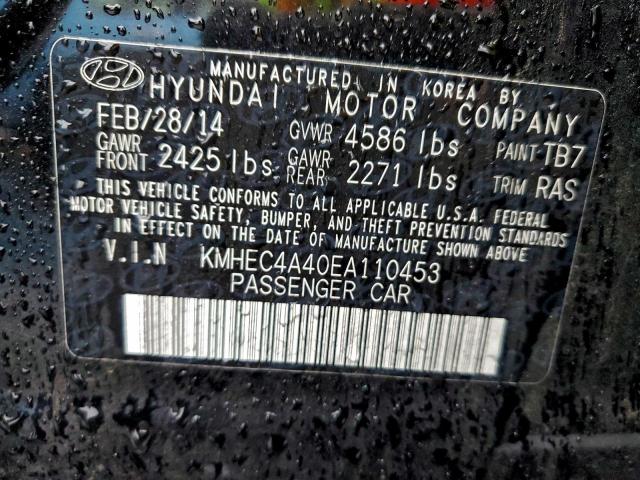 MANUFACTURED IN KOREA BY
HYUNDAI MOTOR COMPANY
FEB/28/14 GVWR 4586 lbs PAINT TB7
GAWR FRONT 2425 lbs GAWR REAR 2271 lbs TRIM RAS
THIS VEHICLE CONFORMS TO ALL APPLICABLE U.S.A. FEDERAL
MOTOR VEHICLE SAFETY, BUMPER, AND THEFT PREVENTION STANDARDS
IN EFFECT ON THE DATE OF MANUFACTURE SHOWN ABOVE.
V.I.N KMHEC4A40EA110453
PASSENGER CAR